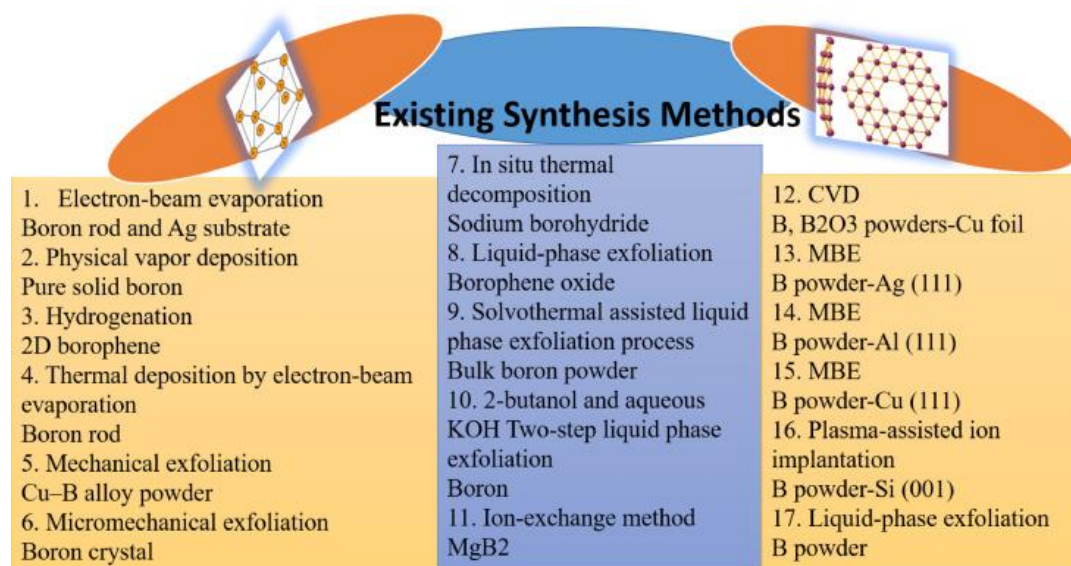 Existing Synthesis Methods
1. Electron-beam evaporation
Boron rod and Ag substrate
2. Physical vapor deposition
Pure solid boron
3. Hydrogenation
2D borophene
4. Thermal deposition by electron-beam
evaporation
Boron rod
5. Mechanical exfoliation
Cu–B alloy powder
6. Micromechanical exfoliation
Boron crystal
7. In situ thermal
decomposition
Sodium borohydride
8. Liquid-phase exfoliation
Borophene oxide
9. Solvothermal assisted liquid
phase exfoliation process
Bulk boron powder
10. 2-butanol and aqueous
KOH Two-step liquid phase
exfoliation
Boron
11. Ion-exchange method
MgB2
12. CVD
B, B2O3 powders-Cu foil
13. MBE
B powder-Ag (111)
14. MBE
B powder-Al (111)
15. MBE
B powder-Cu (111)
16. Plasma-assisted ion
implantation
B powder-Si (001)
17. Liquid-phase exfoliation
B powder